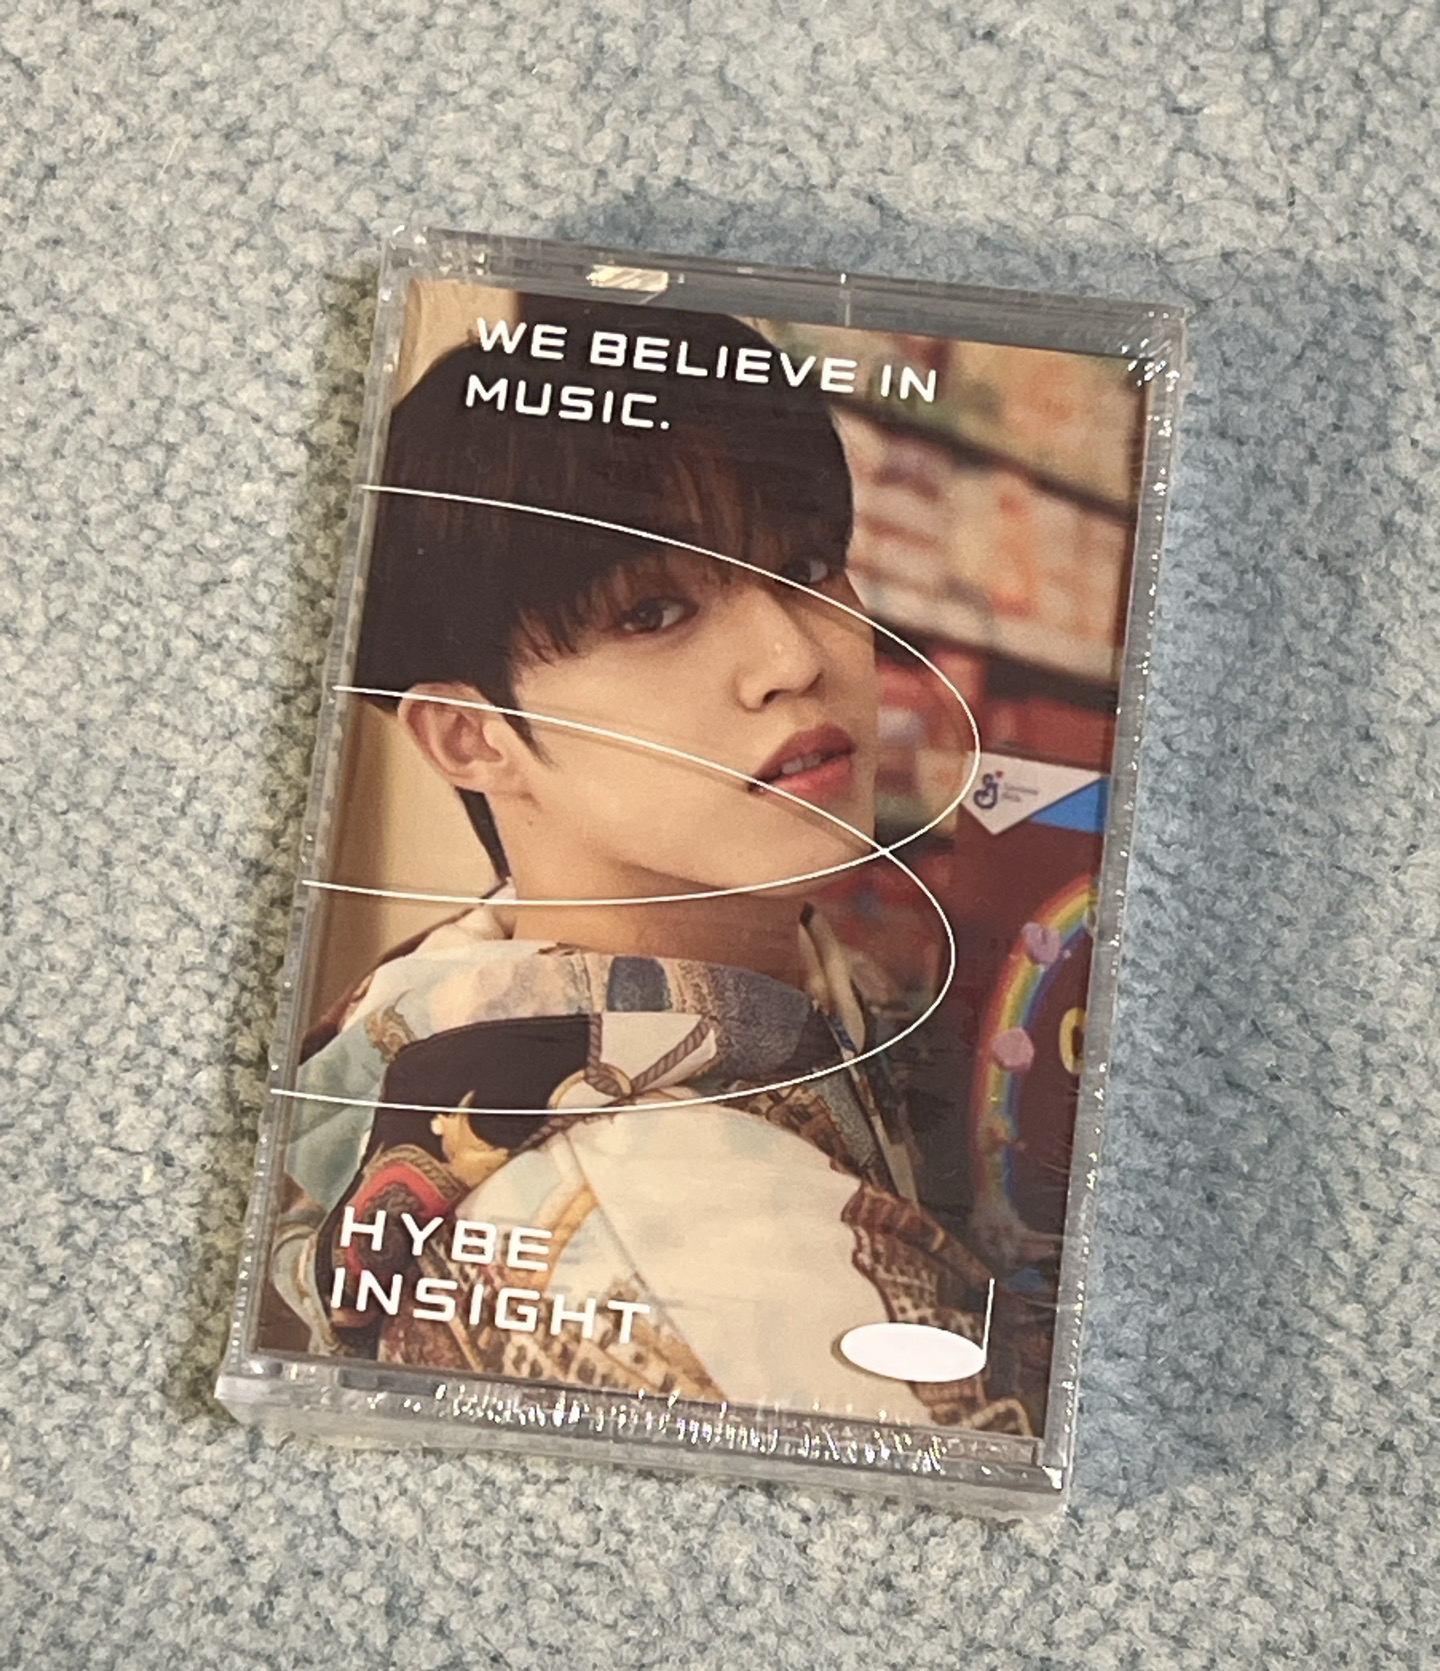 WE BELIEVE IN
MUSIC.
HYBE
INSIGHT